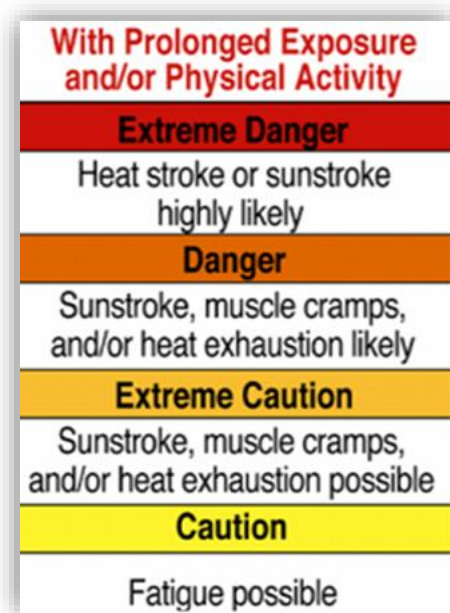 With Prolonged Exposure
and/or Physical Activity
Extreme Danger
Heat stroke or sunstroke
highly likely
Danger
Sunstroke, muscle cramps,
and/or heat exhaustion likely
Extreme Caution
Sunstroke, muscle cramps,
and/or heat exhaustion possible
Caution
Fatigue possible